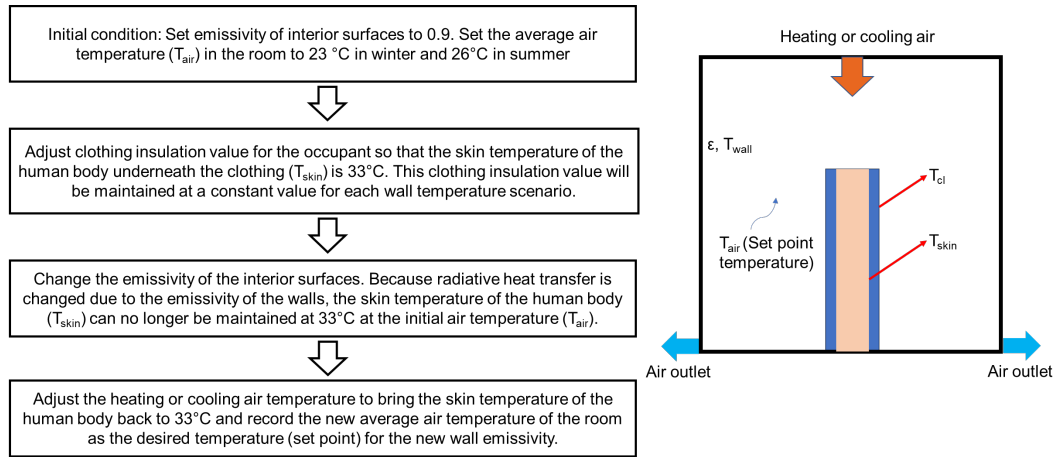 Initial condition: Set emissivity of interior surfaces to 0.9. Set the average air
temperature (Tair) in the room to 23 °C in winter and 26°C in summer
Adjust clothing insulation value for the occupant so that the skin temperature of the
human body underneath the clothing (Tskin) is 33°C. This clothing insulation value will
be maintained at a constant value for each wall temperature scenario.
Change the emissivity of the interior surfaces. Because radiative heat transfer is
changed due to the emissivity of the walls, the skin temperature of the human body
(Tskin) can no longer be maintained at 33°C at the initial air temperature (Tair).
Adjust the heating or cooling air temperature to bring the skin temperature of the
human body back to 33°C and record the new average air temperature of the room
as the desired temperature (set point) for the new wall emissivity.
Heating or cooling air
ε, Twall
Tcl
Tair (Set point
temperature)
Tskin
Air outlet
Air outlet